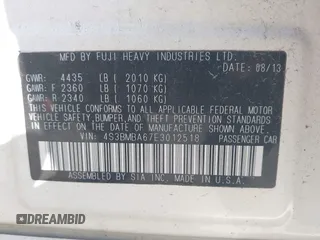 MFD BY FUJI HEAVY INDUSTRIES LTD.
DATE: 08/13
GVWR: 4435 LB ( 2010 KG)
GAWR: F 2360 LB ( 1070 KG)
GAWR: R 2340 LB ( 1060 KG)
THIS VEHICLE CONFORMS TO ALL APPLICABLE FEDERAL MOTOR
VEHICLE SAFETY, BUMPER, AND THEFT PREVENTION STANDARDS
IN EFFECT ON THE DATE OF MANUFACTURE SHOWN ABOVE.
VIN: 4S3BMBA67E3012518 PASSENGER CAR
ASSEMBLED BY SIA INC. MADE IN U.S.A.
DREAMBID